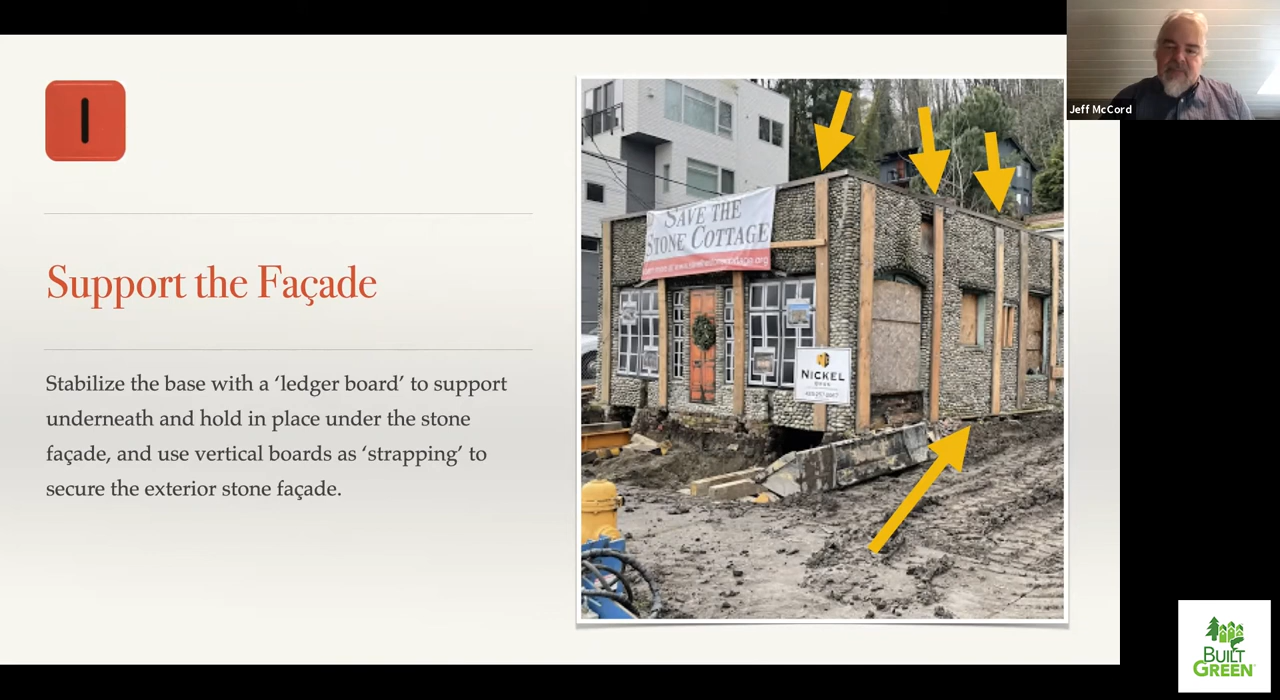 I
Support the Façade
Stabilize the base with a ‘ledger board’ to support
underneath and hold in place under the stone
façade, and use vertical boards as ‘strapping’ to
secure the exterior stone façade.
SAVE THE
STONE COTTAGE
NICKEL
Jeff McCord
BUILT
GREEN